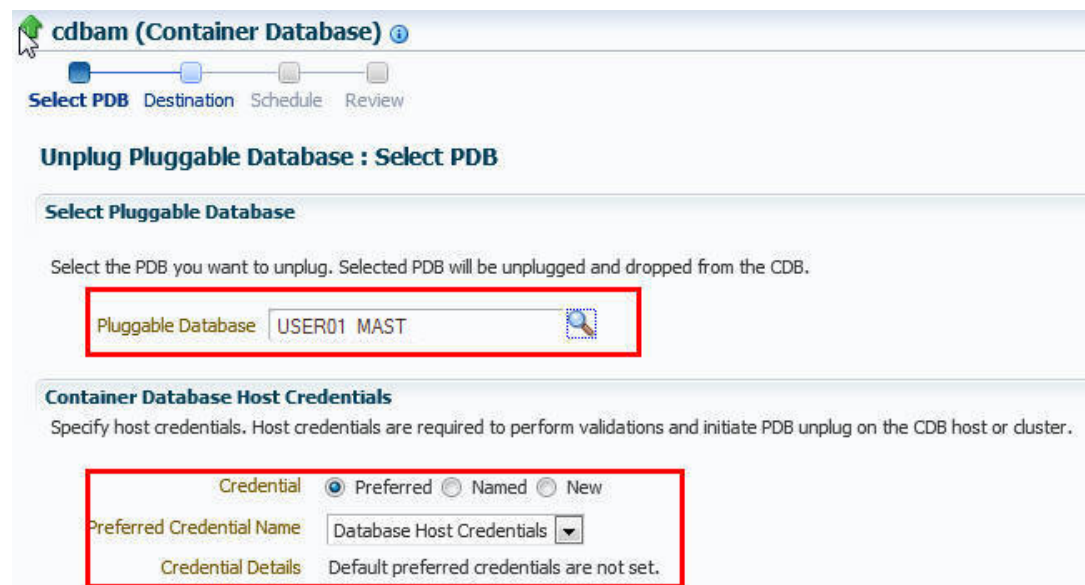 cdbam (Container Database)
Select PDB Destination Schedule Review
Unplug Pluggable Database : Select PDB
Select Pluggable Database
Select the PDB you want to unplug. Selected PDB will be unplugged and dropped from the CDB.
Pluggable Database USER01 MAST
Container Database Host Credentials
Specify host credentials. Host credentials are required to perform validations and initiate PDB unplug on the CDB host or cluster.
Credential Preferred Named New
Preferred Credential Name Database Host Credentials
Credential Details Default preferred credentials are not set.